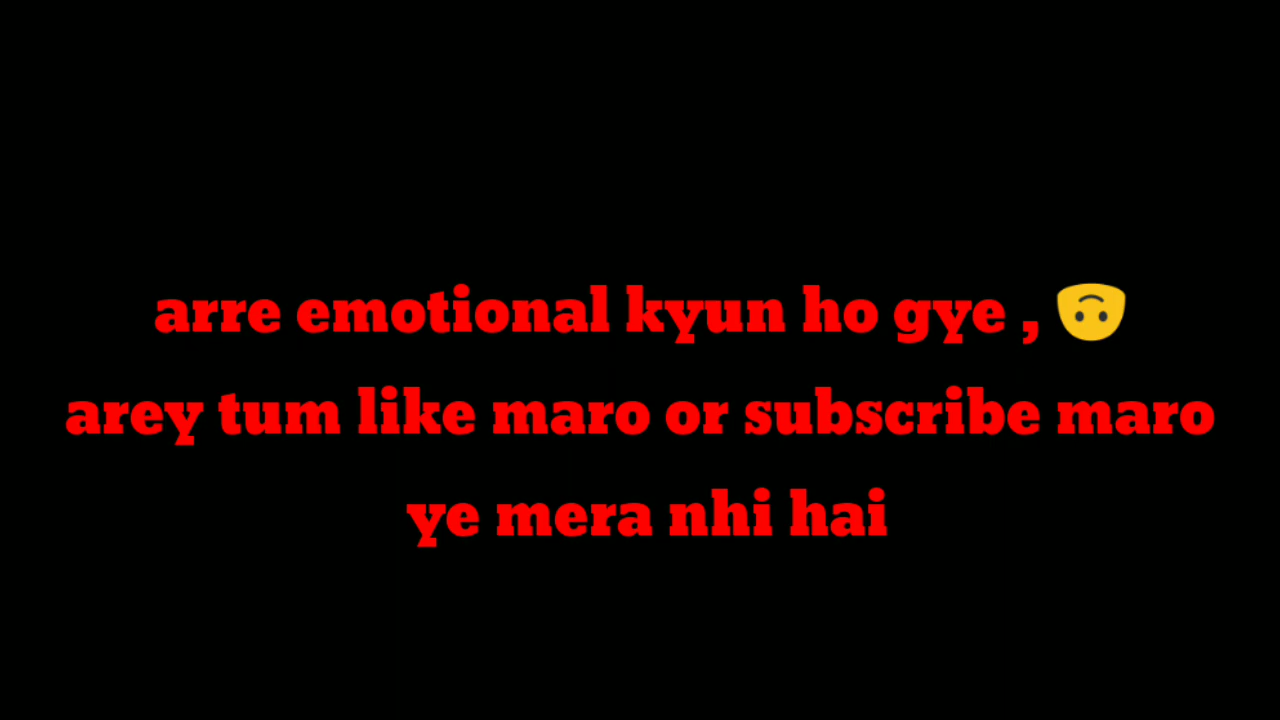 arre emotional kyun ho gye , 🙃
arey tum like maro or subscribe maro
ye mera nhi hai